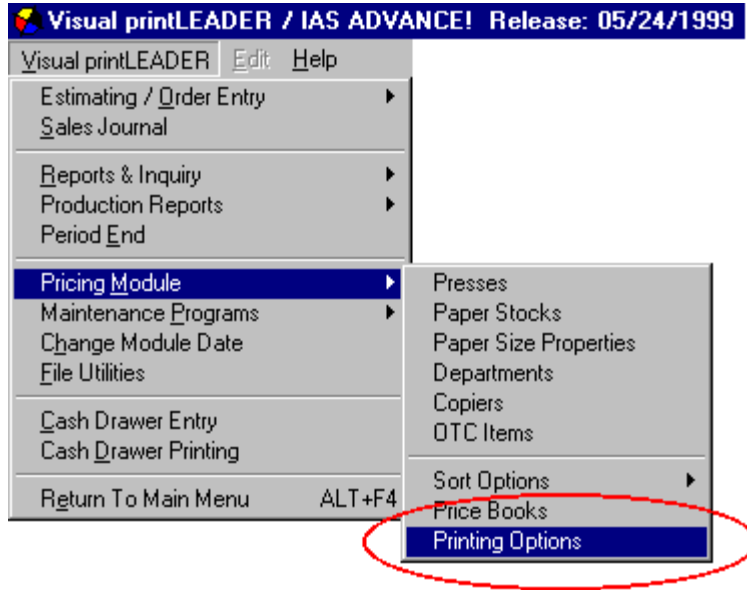 Visual printLEADER / IAS ADVANCE! Release: 05/24/1999
Visual printLEADER Edit Help
Estimating / Order Entry
Sales Journal
Reports & Inquiry
Production Reports
Period End
Pricing Module
Maintenance Programs
Change Module Date
File Utilities
Cash Drawer Entry
Cash Drawer Printing
Return To Main Menu ALT+F4
Presses
Paper Stocks
Paper Size Properties
Departments
Copiers
OTC Items
Sort Options
Price Books
Printing Options